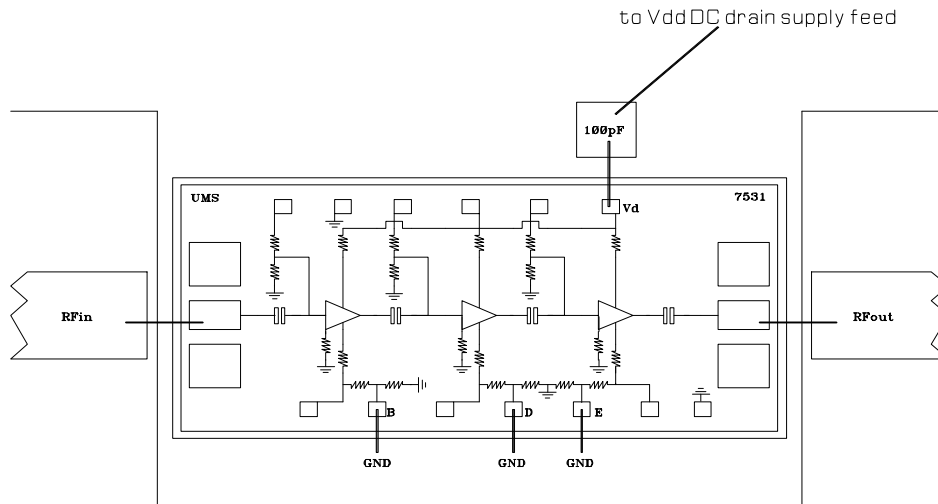 to Vdd DC drain supply feed
100pF
UMS
7531
Vd
RFin
RFout
B
D
E
GND
GND
GND